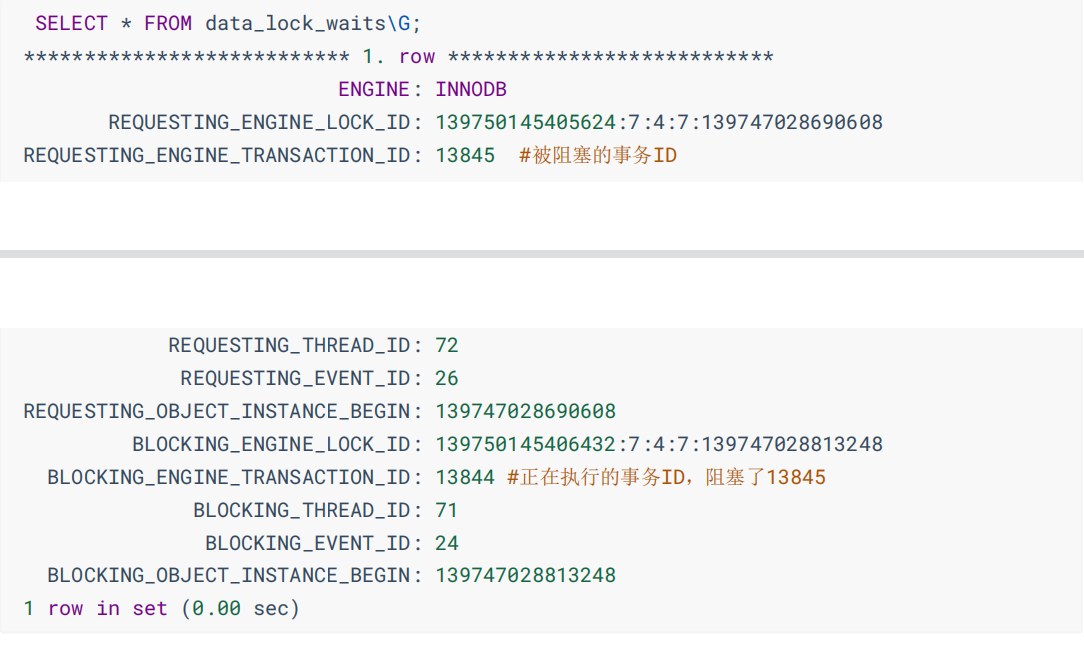 SELECT * FROM data_lock_waits\G;
*************************** 1. row ***************************
ENGINE: INNODB
REQUESTING_ENGINE_LOCK_ID: 139750145405624:7:4:7:139747028690608
REQUESTING_ENGINE_TRANSACTION_ID: 13845 #被阻塞的事务ID
REQUESTING_THREAD_ID: 72
REQUESTING_EVENT_ID: 26
REQUESTING_OBJECT_INSTANCE_BEGIN: 139747028690608
BLOCKING_ENGINE_LOCK_ID: 139750145406432:7:4:7:139747028813248
BLOCKING_ENGINE_TRANSACTION_ID: 13844 #正在执行的事务ID，阻塞了13845
BLOCKING_THREAD_ID: 71
BLOCKING_EVENT_ID: 24
BLOCKING_OBJECT_INSTANCE_BEGIN: 139747028813248
1 row in set (0.00 sec)